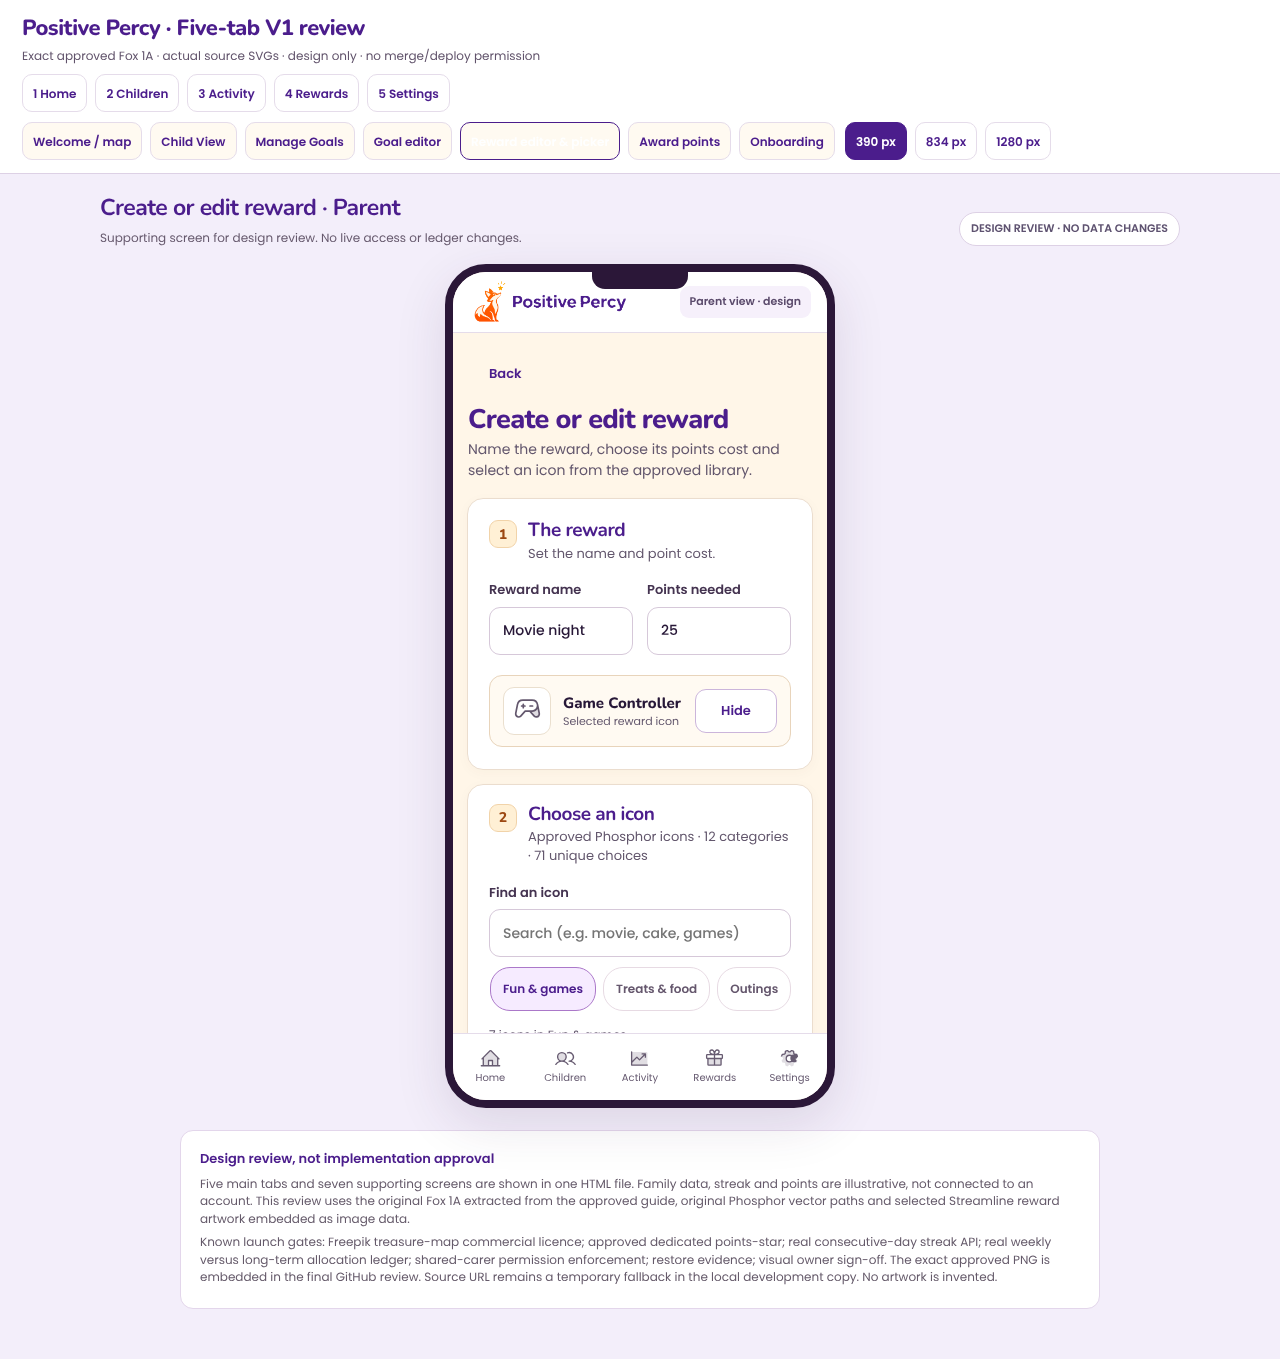 Positive Percy · Five-tab V1 review
Exact approved Fox 1A · actual source SVGs · design only · no merge/deploy permission
1 Home
2 Children
3 Activity
4 Rewards
5 Settings
Welcome / map
Child View
Manage Goals
Goal editor
Reward editor & picker
Award points
Onboarding
390 px
834 px
1280 px
Create or edit reward · Parent
Supporting screen for design review. No live access or ledger changes.
DESIGN REVIEW · NO DATA CHANGES
Positive Percy
Parent view · design
Back
Create or edit reward
Name the reward, choose its points cost and
select an icon from the approved library.
1
The reward
Set the name and point cost.
Reward name
Points needed
Movie night
25
Game Controller
Selected reward icon
Hide
2
Choose an icon
Approved Phosphor icons · 12 categories
· 71 unique choices
Find an icon
Search (e.g. movie, cake, games)
Fun & games
Treats & food
Outings
7 icons in Fun & games
Home
Children
Activity
Rewards
Settings
Design review, not implementation approval
Five main tabs and seven supporting screens are shown in one HTML file. Family data, streak and points are illustrative, not connected to an
account. This review uses the original Fox 1A extracted from the approved guide, original Phosphor vector paths and selected Streamline reward
artwork embedded as image data.
Known launch gates: Freepik treasure-map commercial licence; approved dedicated points-star; real consecutive-day streak API; real weekly
versus long-term allocation ledger; shared-carer permission enforcement; restore evidence; visual owner sign-off. The exact approved PNG is
embedded in the final GitHub review. Source URL remains a temporary fallback in the local development copy. No artwork is invented.